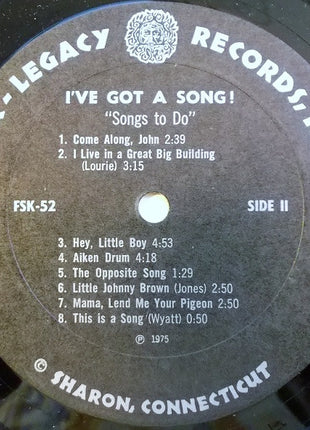 - LEGACY RECORDS,
I'VE GOT A SONG!
"Songs to Do"
1. Come Along, John 2:39
2. I Live in a Great Big Building
(Lourie) 3:15
FSK-52
SIDE II
3. Hey, Little Boy 4:53
4. Aiken Drum 4:18
5. The Opposite Song 1:29
6. Little Johnny Brown (Jones) 2:50
7. Mama, Lend Me Your Pigeon 2:50
8. This is a Song (Wyatt) 0:50
Ⓟ 1975
© SHARON, CONNECTICUT